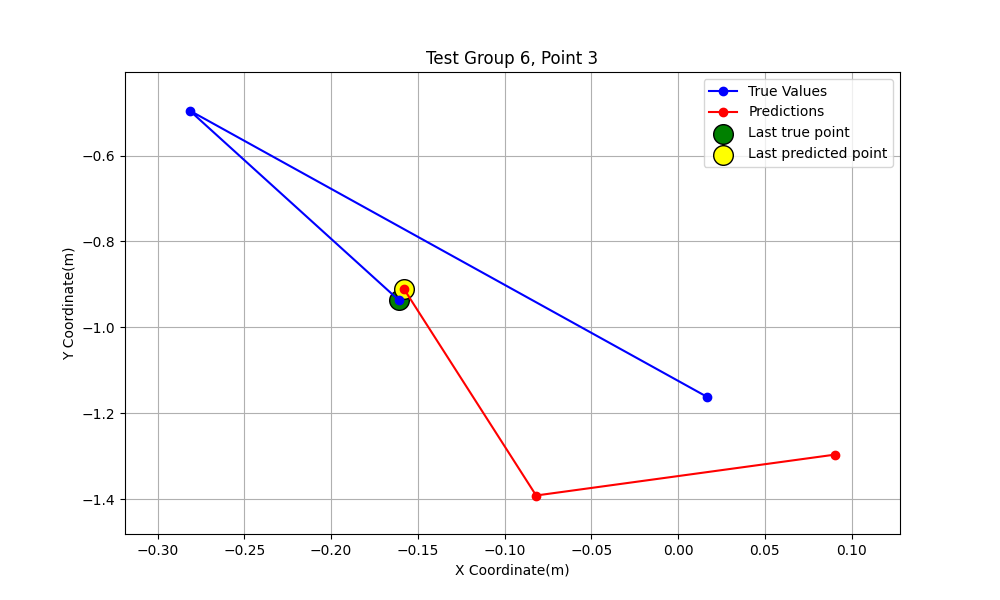 Test Group 6, Point 3
True Values
Predictions
Last true point
Last predicted point
Y Coordinate(m)
−0.6
−0.8
−1.0
−1.2
−1.4
−0.30
−0.25
−0.20
−0.15
−0.10
−0.05
0.00
0.05
0.10
X Coordinate(m)